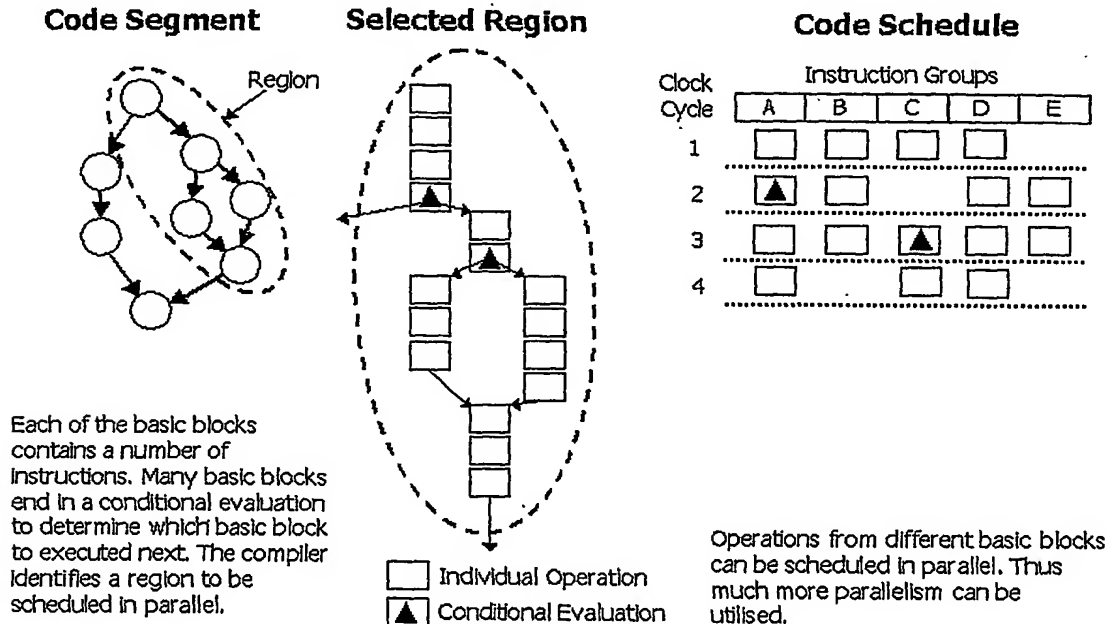 Code Segment
Selected Region
Code Schedule
Region
Clock
Cycle
Instruction Groups
A B C D E
1
2
3
4
Each of the basic blocks
contains a number of
instructions. Many basic blocks
end in a conditional evaluation
to determine which basic block
to executed next. The compiler
identifies a region to be
scheduled in parallel.
Individual Operation
Conditional Evaluation
Operations from different basic blocks
can be scheduled in parallel. Thus
much more parallelism can be
utilised.